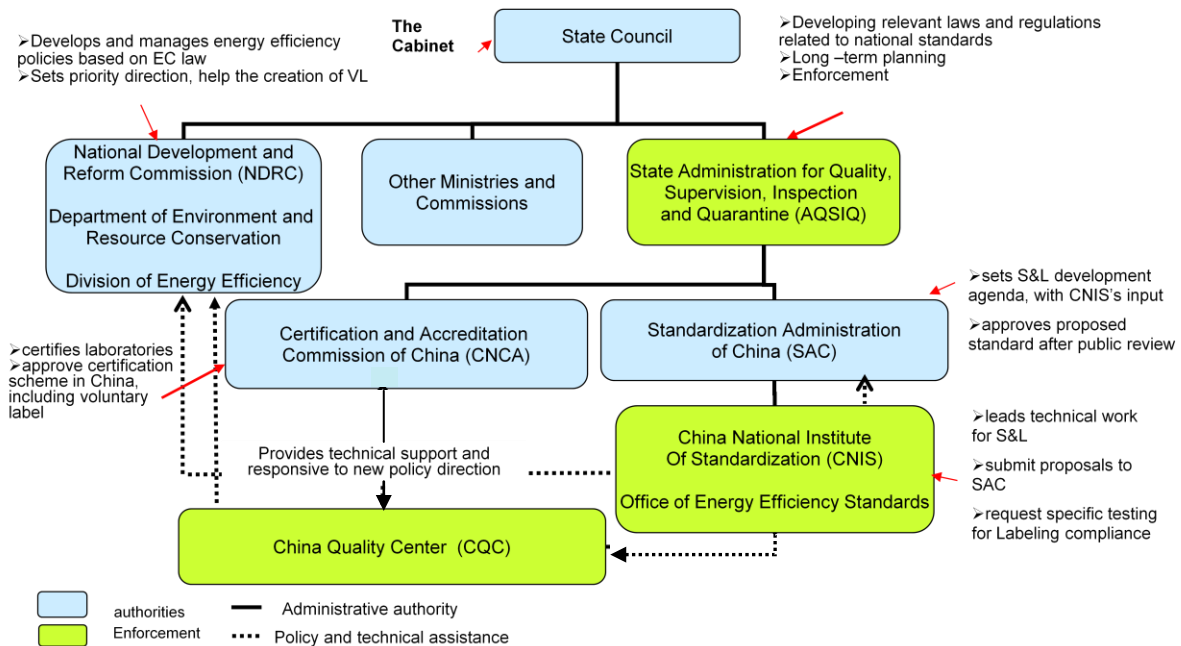 The
Cabinet
State Council
➢Develops and manages energy efficiency
policies based on EC law
➢Sets priority direction, help the creation of VL
➢Developing relevant laws and regulations
related to national standards
➢Long –term planning
➢Enforcement
National Development and
Reform Commission (NDRC)
Department of Environment and
Resource Conservation
Division of Energy Efficiency
Other Ministries and
Commissions
State Administration for Quality,
Supervision, Inspection
and Quarantine (AQSIQ)
➢sets S&L development
agenda, with CNIS's input
➢approves proposed
standard after public review
Certification and Accreditation
Commission of China (CNCA)
Standardization Administration
of China (SAC)
➢certifies laboratories
➢approve certification
scheme in China,
including voluntary
label
Provides technical support and
responsive to new policy direction
China National Institute
Of Standardization (CNIS)
Office of Energy Efficiency Standards
➢leads technical work
for S&L
➢submit proposals to
SAC
➢request specific testing
for Labeling compliance
China Quality Center (CQC)
authorities
Administrative authority
Enforcement
Policy and technical assistance